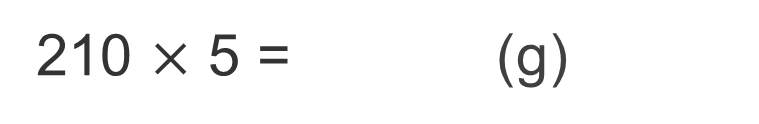 210 × 5 = (g)